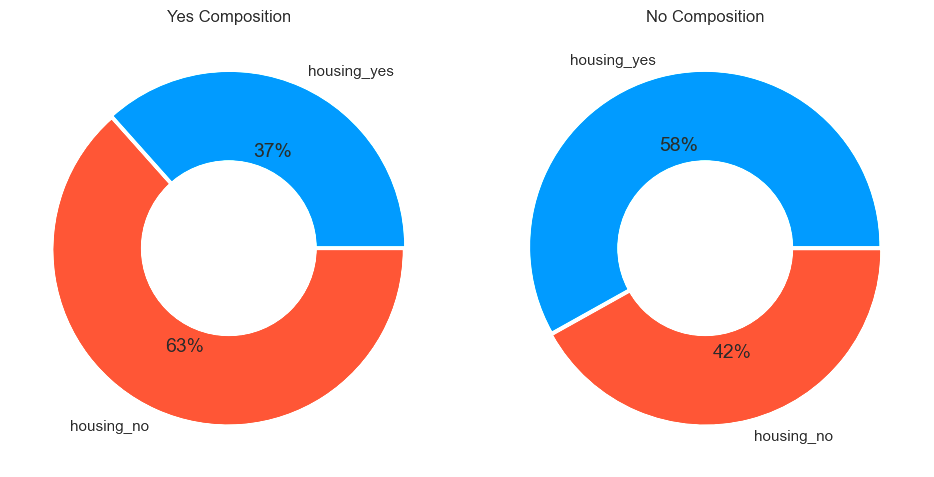 Yes Composition
housing_yes
37%
63%
housing_no
No Composition
housing_yes
58%
42%
housing_no